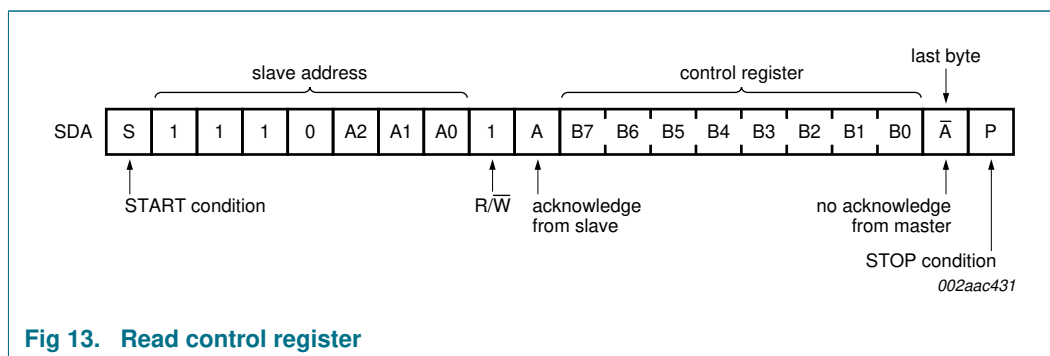 last byte
slave address control register
SDA S 1 1 1 0 A2 A1 A0 1 A B7 B6 B5 B4 B3 B2 B1 B0 A̅ P
START condition R/W̅ acknowledge from slave no acknowledge from master
STOP condition
002aac431
Fig 13. Read control register